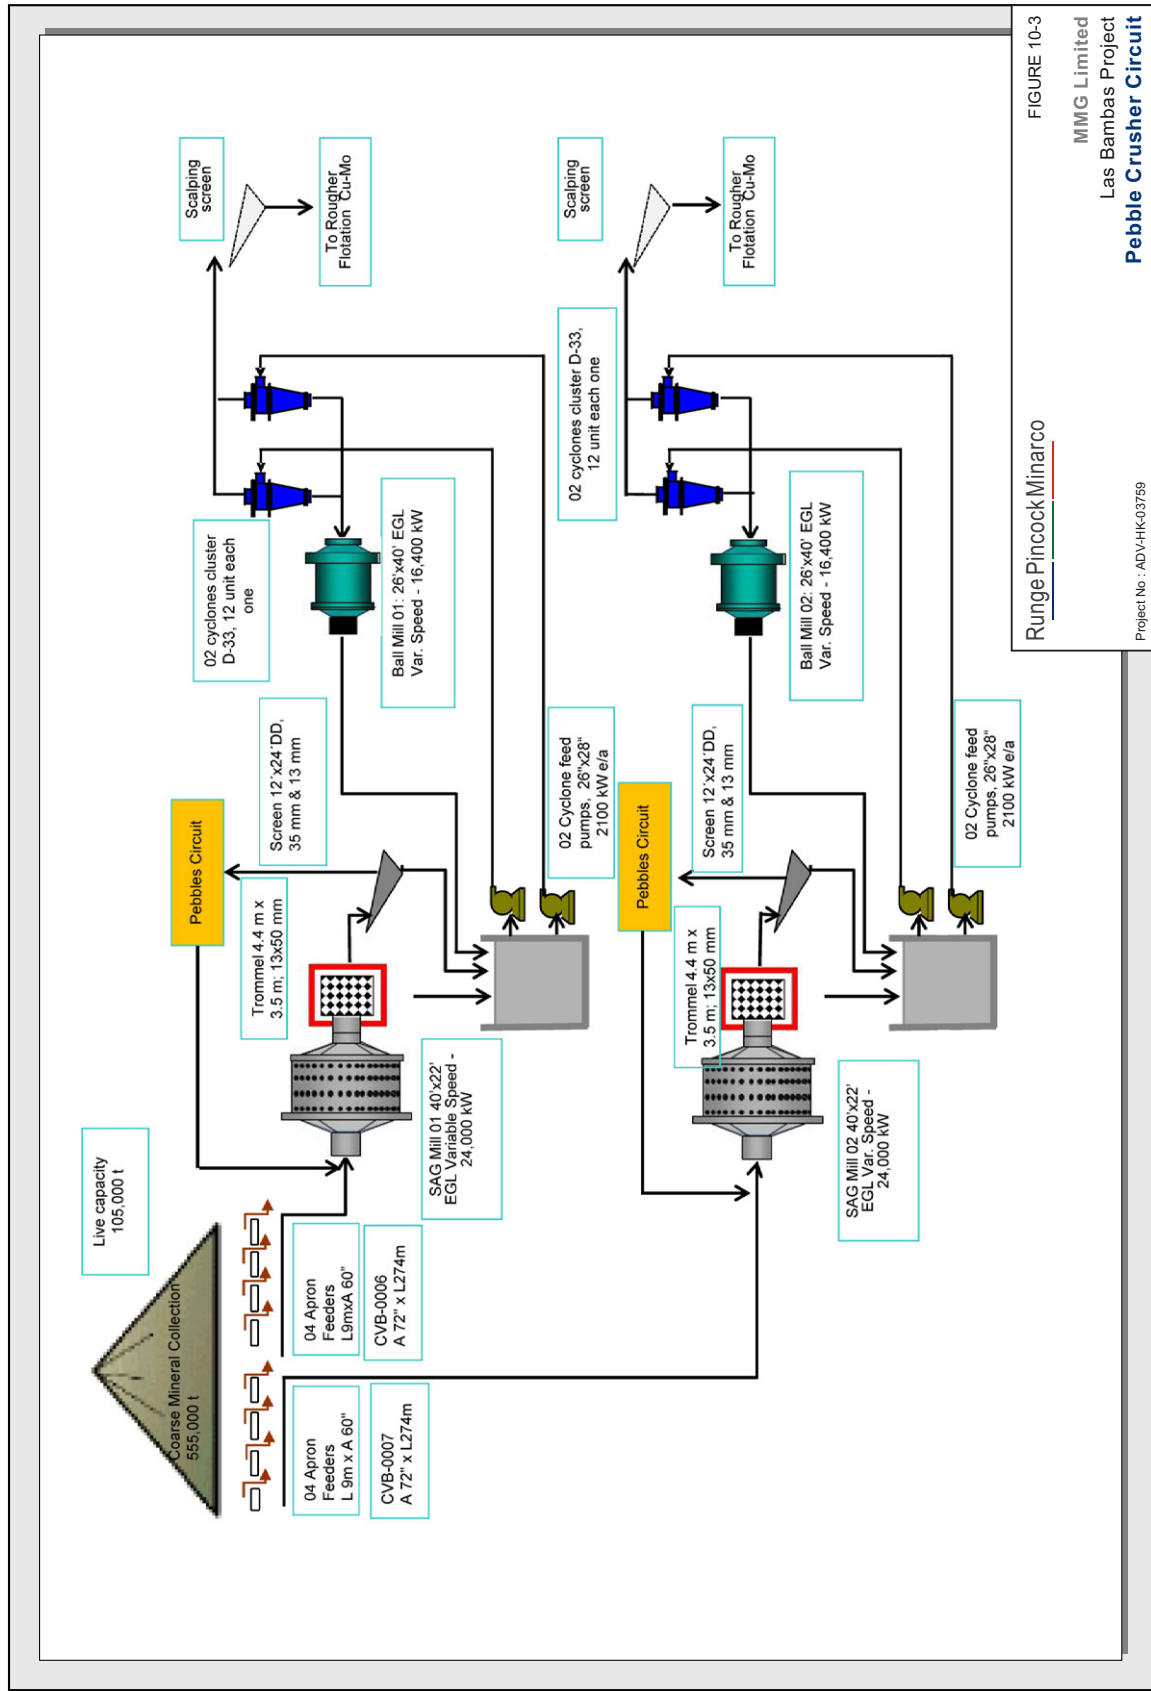 Live capacity
105,000 t
Coarse Mineral Collection
555,000 t
04 Apron
Feeders
L9mxA 60"
CVB-0006
A 72" x L274m
04 Apron
Feeders
L 9m x A 60"
CVB-0007
A 72" x L274m
Pebbles Circuit
Trommel 4.4 m x
3.5 m; 13x50 mm
Screen 12´x24´DD,
35 mm & 13 mm
SAG Mill 01 40'x22'
EGL Variable Speed -
24,000 kW
02 cyclones cluster
D-33, 12 unit each
one
Ball Mill 01: 26'x40' EGL
Var. Speed - 16,400 kW
02 Cyclone feed
pumps, 26"x28"
2100 kW e/a
Scalping
screen
To Rougher
Flotation Cu-Mo
Pebbles Circuit
Trommel 4.4 m x
3.5 m; 13x50 mm
Screen 12´x24´DD,
35 mm & 13 mm
SAG Mill 02 40'x22'
EGL Var. Speed -
24,000 kW
02 cyclones cluster D-33,
12 unit each one
Ball Mill 02: 26'x40' EGL
Var. Speed - 16,400 kW
02 Cyclone feed
pumps, 26"x28"
2100 kW e/a
Scalping
screen
To Rougher
Flotation Cu-Mo
RungePincockMinarco
Project No : ADV-HK-03759
FIGURE 10-3
MMG Limited
Las Bambas Project
Pebble Crusher Circuit